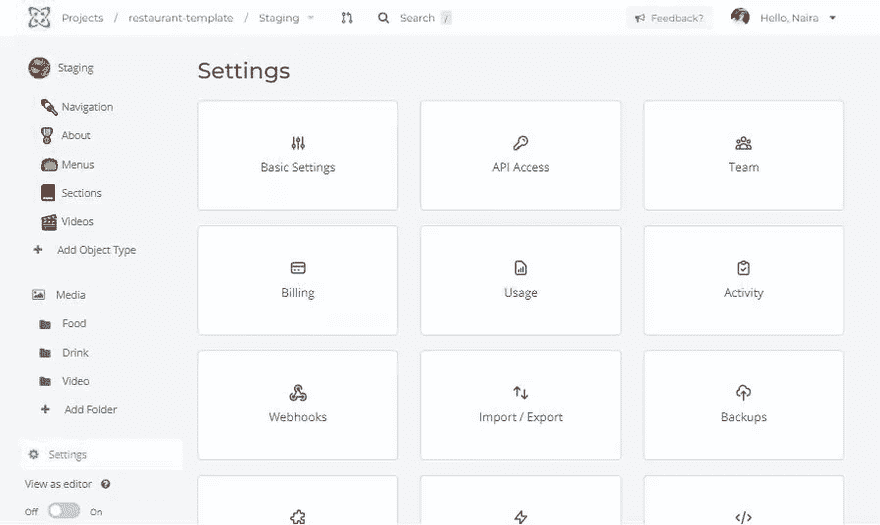 Projects / restaurant-template / Staging Search / Feedback? Hello, Naira
Staging
Settings
Navigation
About
Menus
Sections
Videos
Add Object Type
Media
Food
Drink
Video
Add Folder
Settings
View as editor
Off On
Basic Settings API Access Team
Billing Usage Activity
Webhooks Import / Export Backups